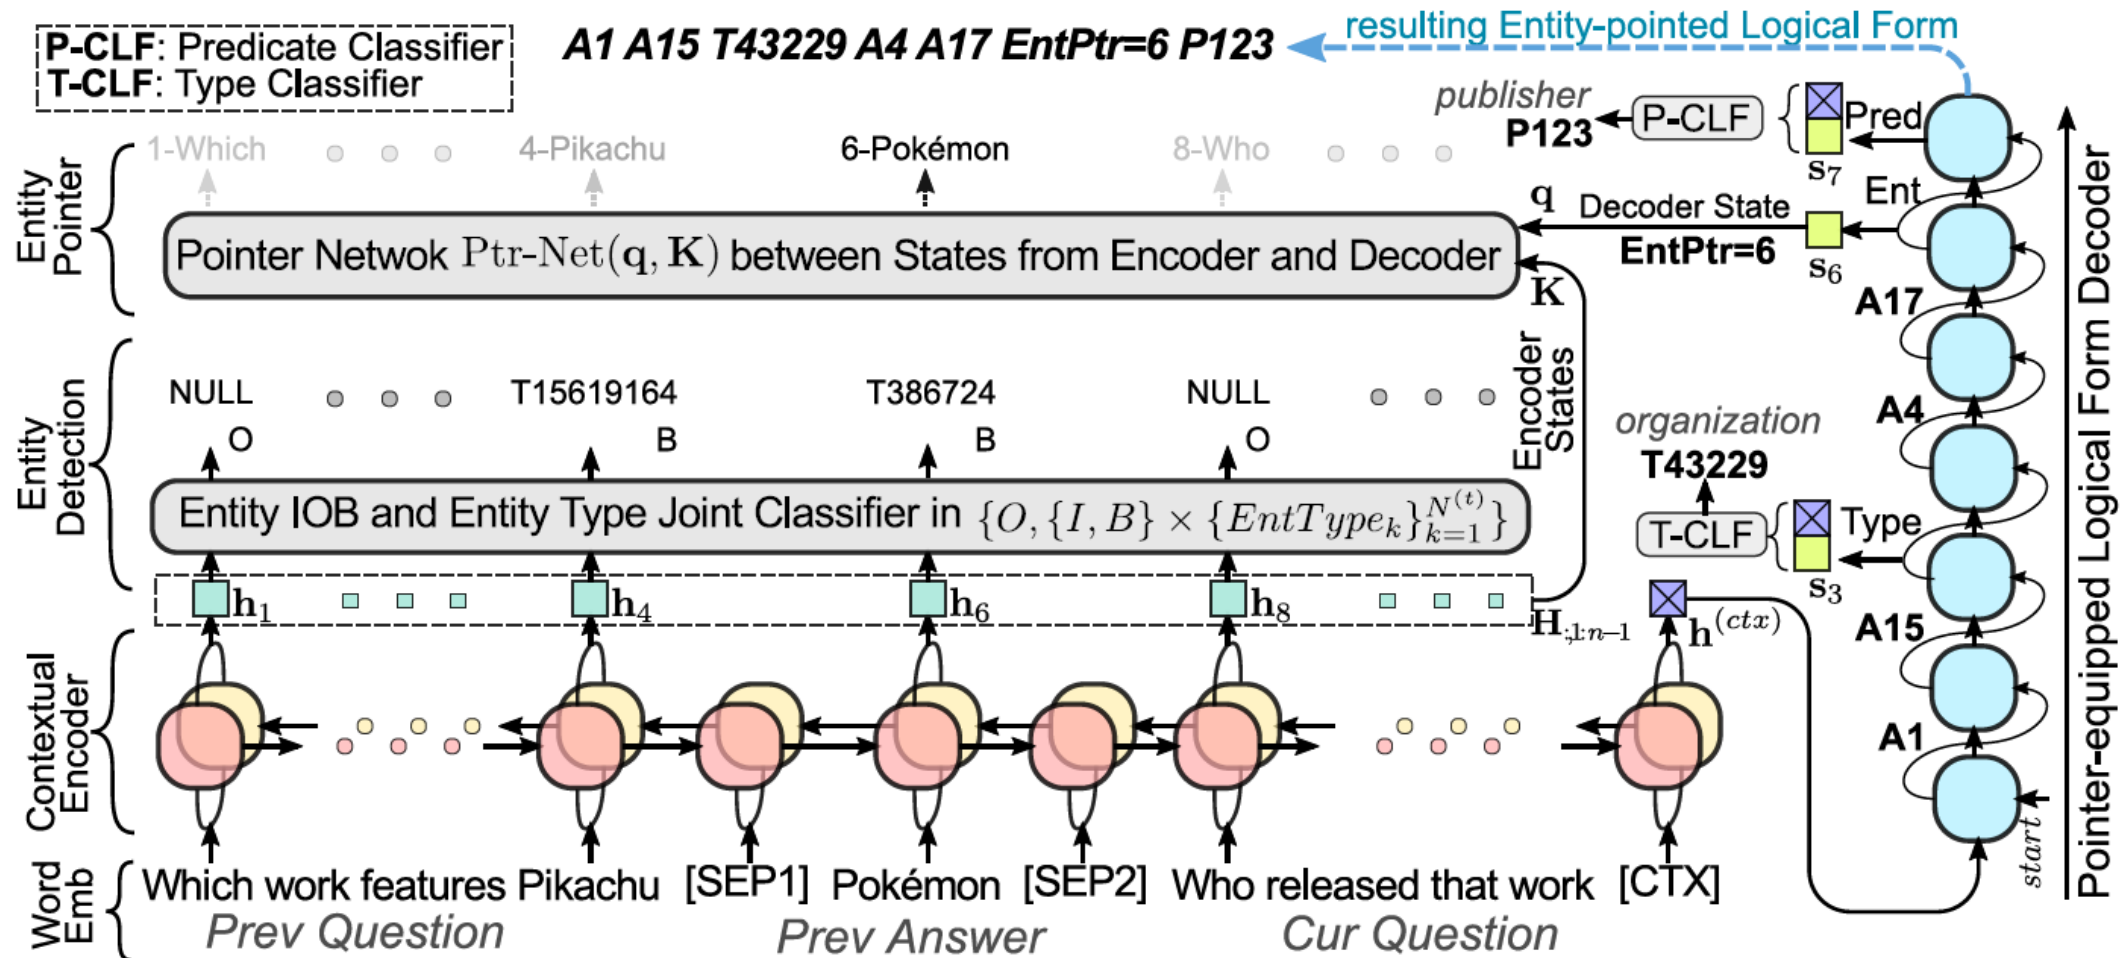 P-CLF: Predicate Classifier
T-CLF: Type Classifier
A1 A15 T43229 A4 A17 EntPtr=6 P123
resulting Entity-pointed Logical Form
publisher
P123
P-CLF
Pred
s7
Entity
Pointer
1-Which
4-Pikachu
6-Pokémon
8-Who
Pointer Netwok Ptr-Net(q, K) between States from Encoder and Decoder
q
Decoder State
EntPtr=6
Ent
s6
K
A17
Encoder
States
Entity
Detection
NULL
O
T15619164
B
T386724
B
NULL
O
Entity IOB and Entity Type Joint Classifier in {O, {I, B} × {EntType_k}_{k=1}^{N^{(t)}}}
A4
organization
T43229
T-CLF
Type
s3
h1
h4
h6
h8
H:,1:n−1
h(ctx)
A15
A1
start
Pointer-equipped Logical Form Decoder
Contextual
Encoder
Word
Emb
Which work features Pikachu [SEP1] Pokémon [SEP2] Who released that work [CTX]
Prev Question
Prev Answer
Cur Question